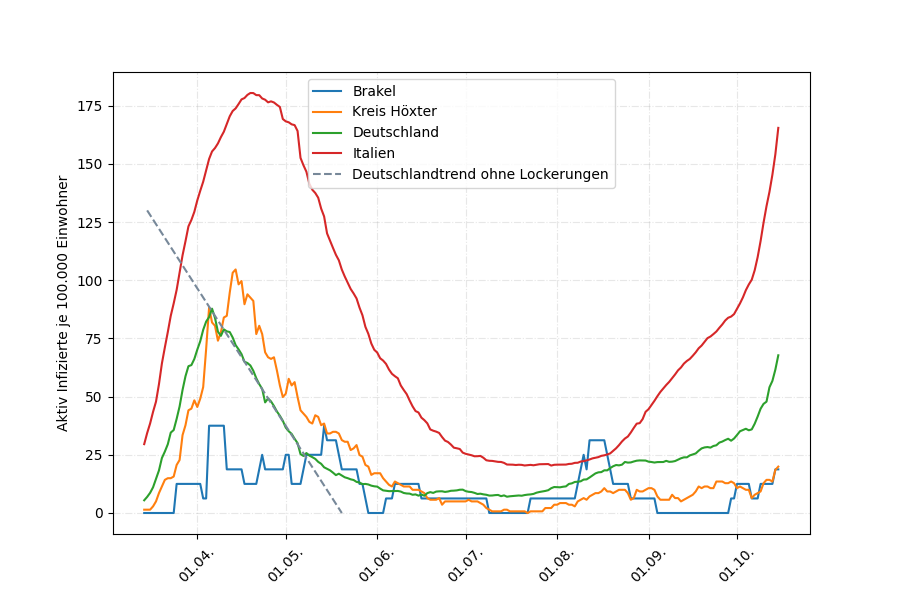 Aktiv Infizierte je 100.000 Einwohner
175
150
125
100
75
50
25
0
Brakel
Kreis Höxter
Deutschland
Italien
Deutschlandtrend ohne Lockerungen
01.04.
01.05.
01.06.
01.07.
01.08.
01.09.
01.10.